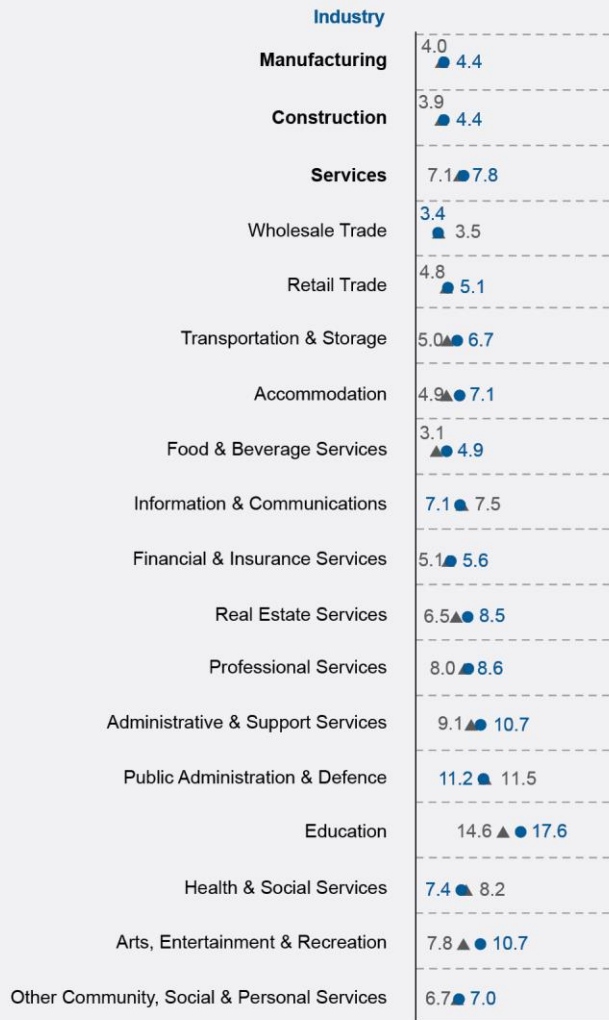 Industry
Manufacturing
4.0
4.4
Construction
3.9
4.4
Services
7.1 7.8
Wholesale Trade
3.4
3.5
Retail Trade
4.8
5.1
Transportation & Storage
5.0 6.7
Accommodation
4.9 7.1
Food & Beverage Services
3.1
4.9
Information & Communications
7.1 7.5
Financial & Insurance Services
5.1 5.6
Real Estate Services
6.5 8.5
Professional Services
8.0 8.6
Administrative & Support Services
9.1 10.7
Public Administration & Defence
11.2 11.5
Education
14.6 17.6
Health & Social Services
7.4 8.2
Arts, Entertainment & Recreation
7.8 10.7
Other Community, Social & Personal Services
6.7 7.0